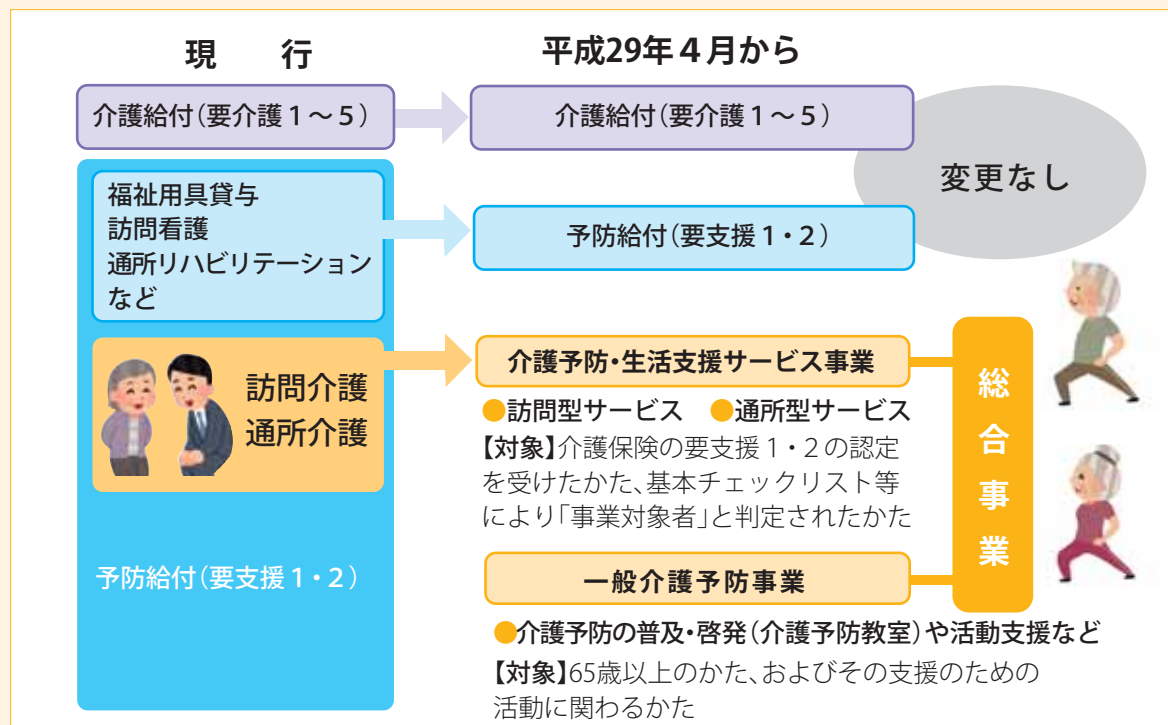 現　行
平成29年４月から
介護給付（要介護１～５）
介護給付（要介護１～５）
変更なし
福祉用具貸与
訪問看護
通所リハビリテーション
など
予防給付（要支援１・２）
訪問介護
通所介護
予防給付（要支援１・２）
介護予防・生活支援サービス事業
●訪問型サービス　●通所型サービス
【対象】介護保険の要支援１・２の認定
を受けたかた、基本チェックリスト等
により「事業対象者」と判定されたかた
一般介護予防事業
●介護予防の普及・啓発（介護予防教室）や活動支援など
【対象】65歳以上のかた、およびその支援のための
活動に関わるかた
総合事業